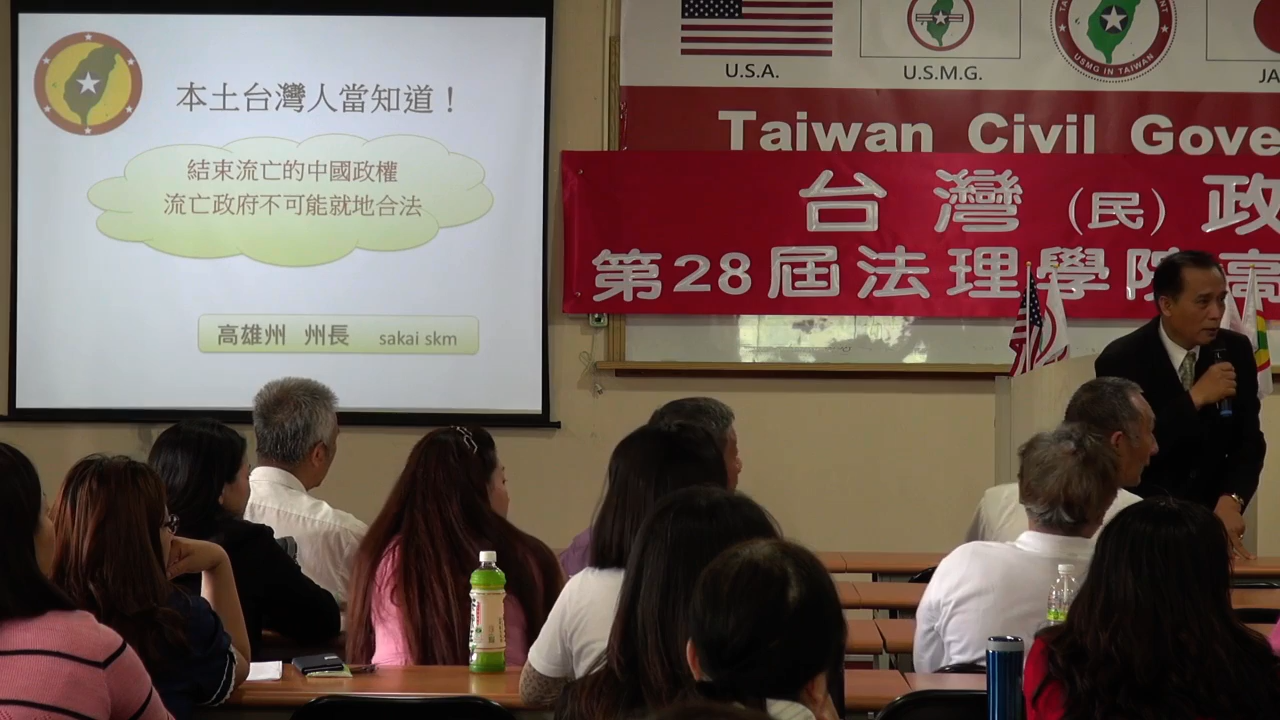 本土台灣人當知道！
結束流亡的中國政權
流亡政府不可能就地合法
高雄州 州長 sakai skm
U.S.A.
U.S.M.G.
USMG IN TAIWAN
JA
Taiwan Civil Gove
台灣（民）政
第28屆法理學院高